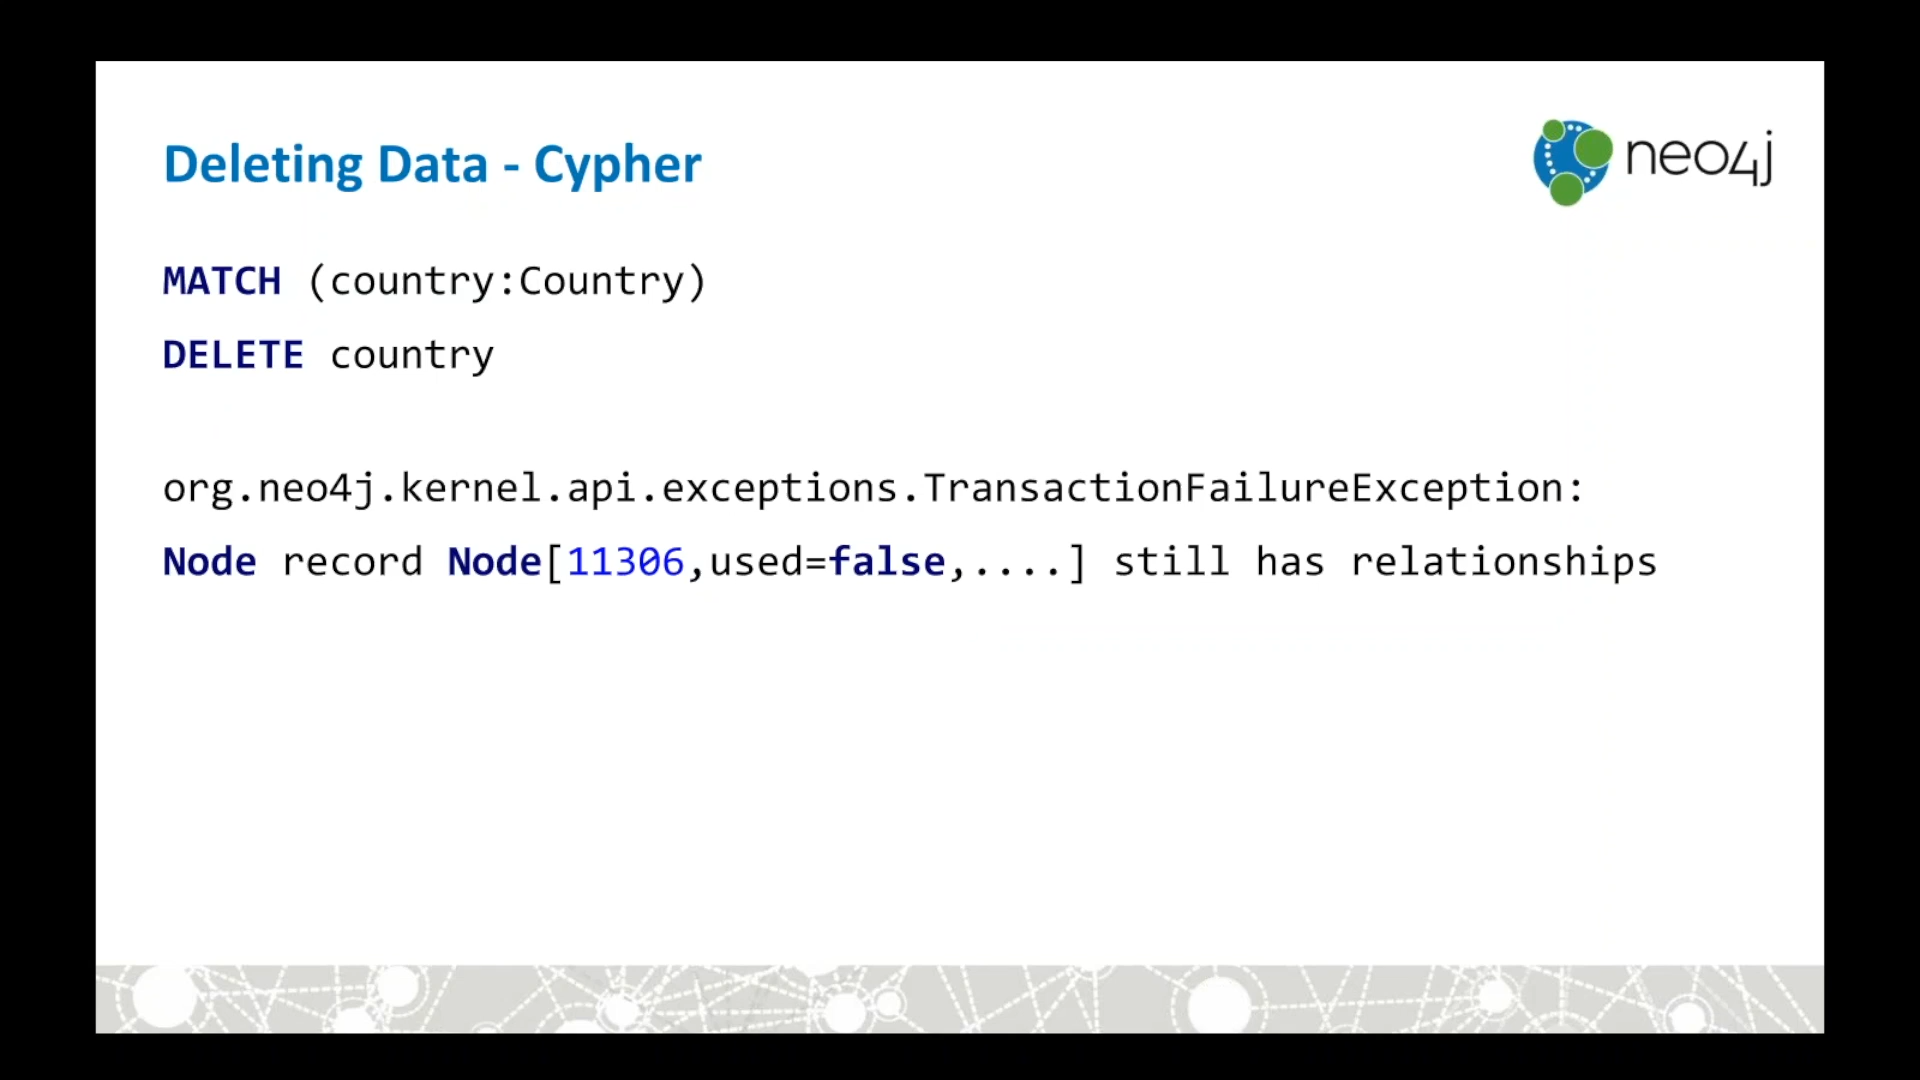 Deleting Data - Cypher
neo4j
MATCH (country:Country)
DELETE country
org.neo4j.kernel.api.exceptions.TransactionFailureException:
Node record Node[11306,used=false,....] still has relationships